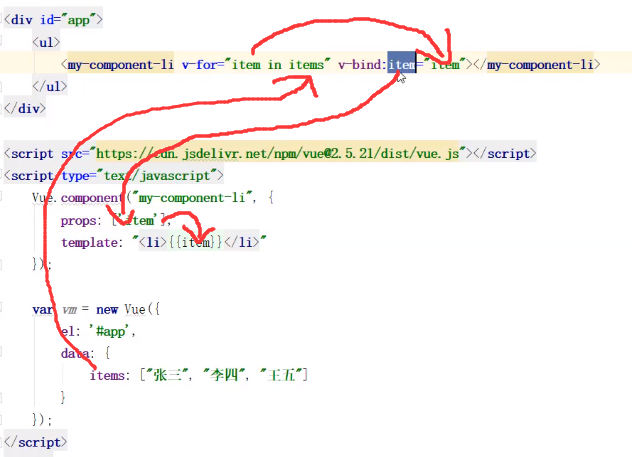 <div id="app">
<ul>
<my-component-li v-for="item in items" v-bind:item="item"></my-component-li>
</ul>
</div>
<script src="https://cdn.jsdelivr.net/npm/vue@2.5.21/dist/vue.js"></script>
<script type="text/javascript">
Vue.component("my-component-li", {
props: ['item'],
template: "<li>{{item}}</li>"
});
var vm = new Vue({
el: '#app',
data: {
items: ["张三", "李四", "王五"]
}
});
</script>